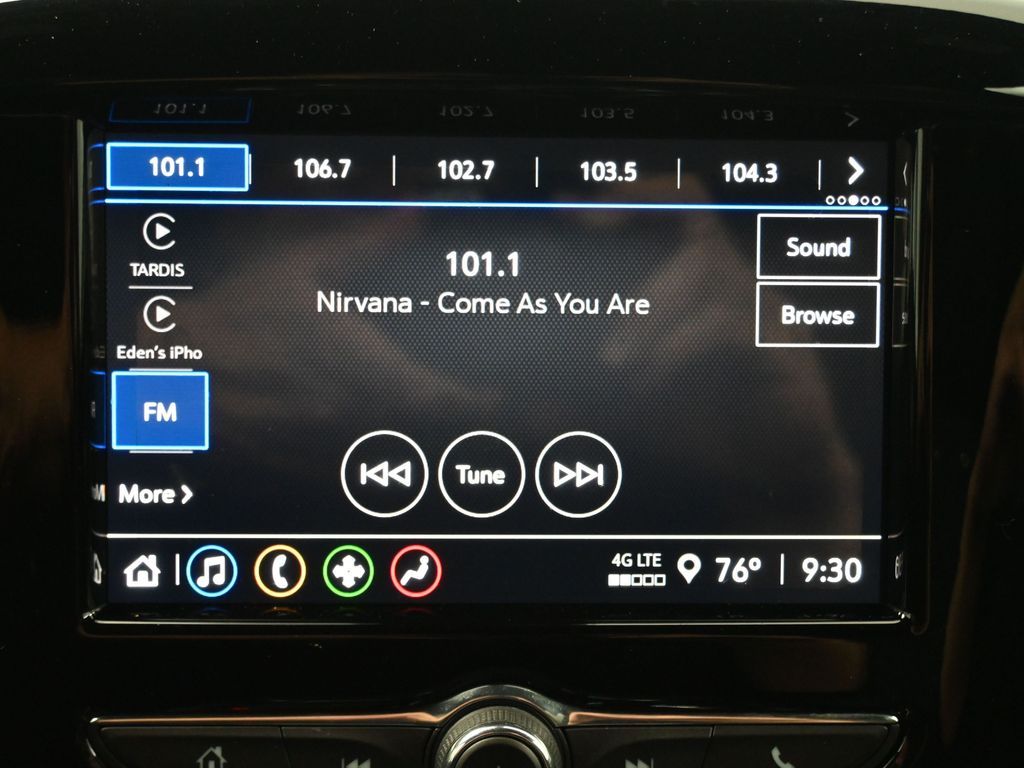 101.1 106.7 102.7 103.5 104.3
TARDIS
Eden's iPho
FM
More
101.1
Nirvana - Come As You Are
Sound
Browse
Tune
4G LTE
76° 9:30